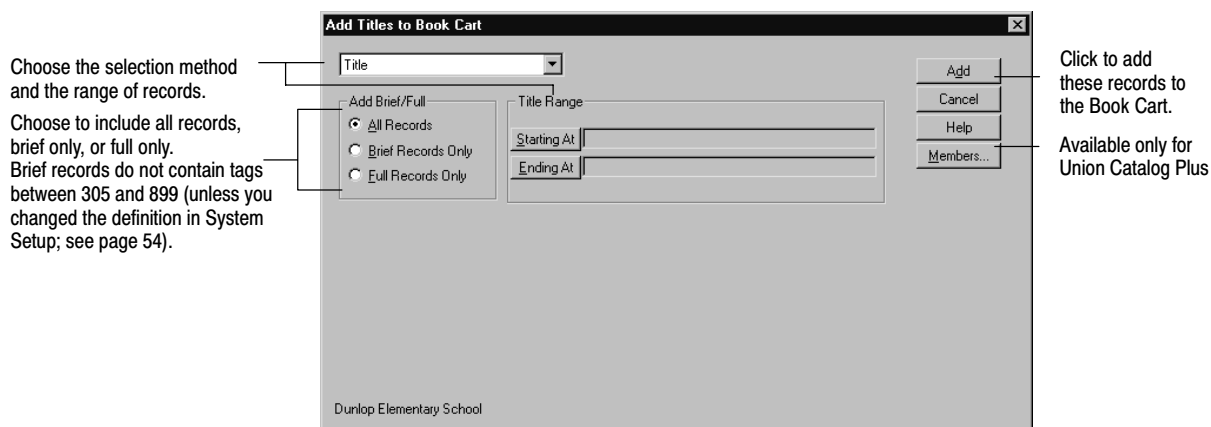 Add Titles to Book Cart
Choose the selection method
and the range of records.
Choose to include all records,
brief only, or full only.
Brief records do not contain tags
between 305 and 899 (unless you
changed the definition in System
Setup; see page 54).
Title
Add Brief/Full
All Records
Brief Records Only
Full Records Only
Title Range
Starting At
Ending At
Add
Cancel
Help
Members...
Click to add
these records to
the Book Cart.
Available only for
Union Catalog Plus
Dunlop Elementary School